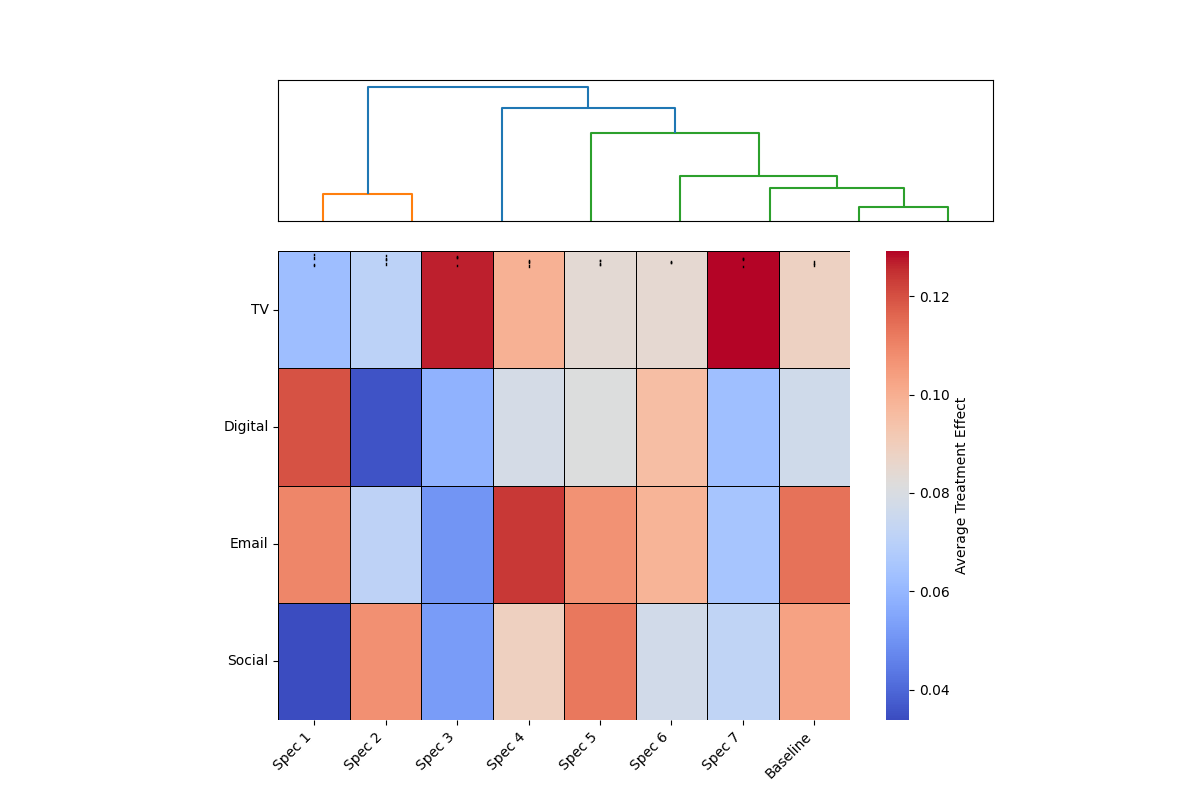 TV
Digital
Email
Social
Spec 1
Spec 2
Spec 3
Spec 4
Spec 5
Spec 6
Spec 7
Baseline
0.12
0.10
0.08
0.06
0.04
Average Treatment Effect